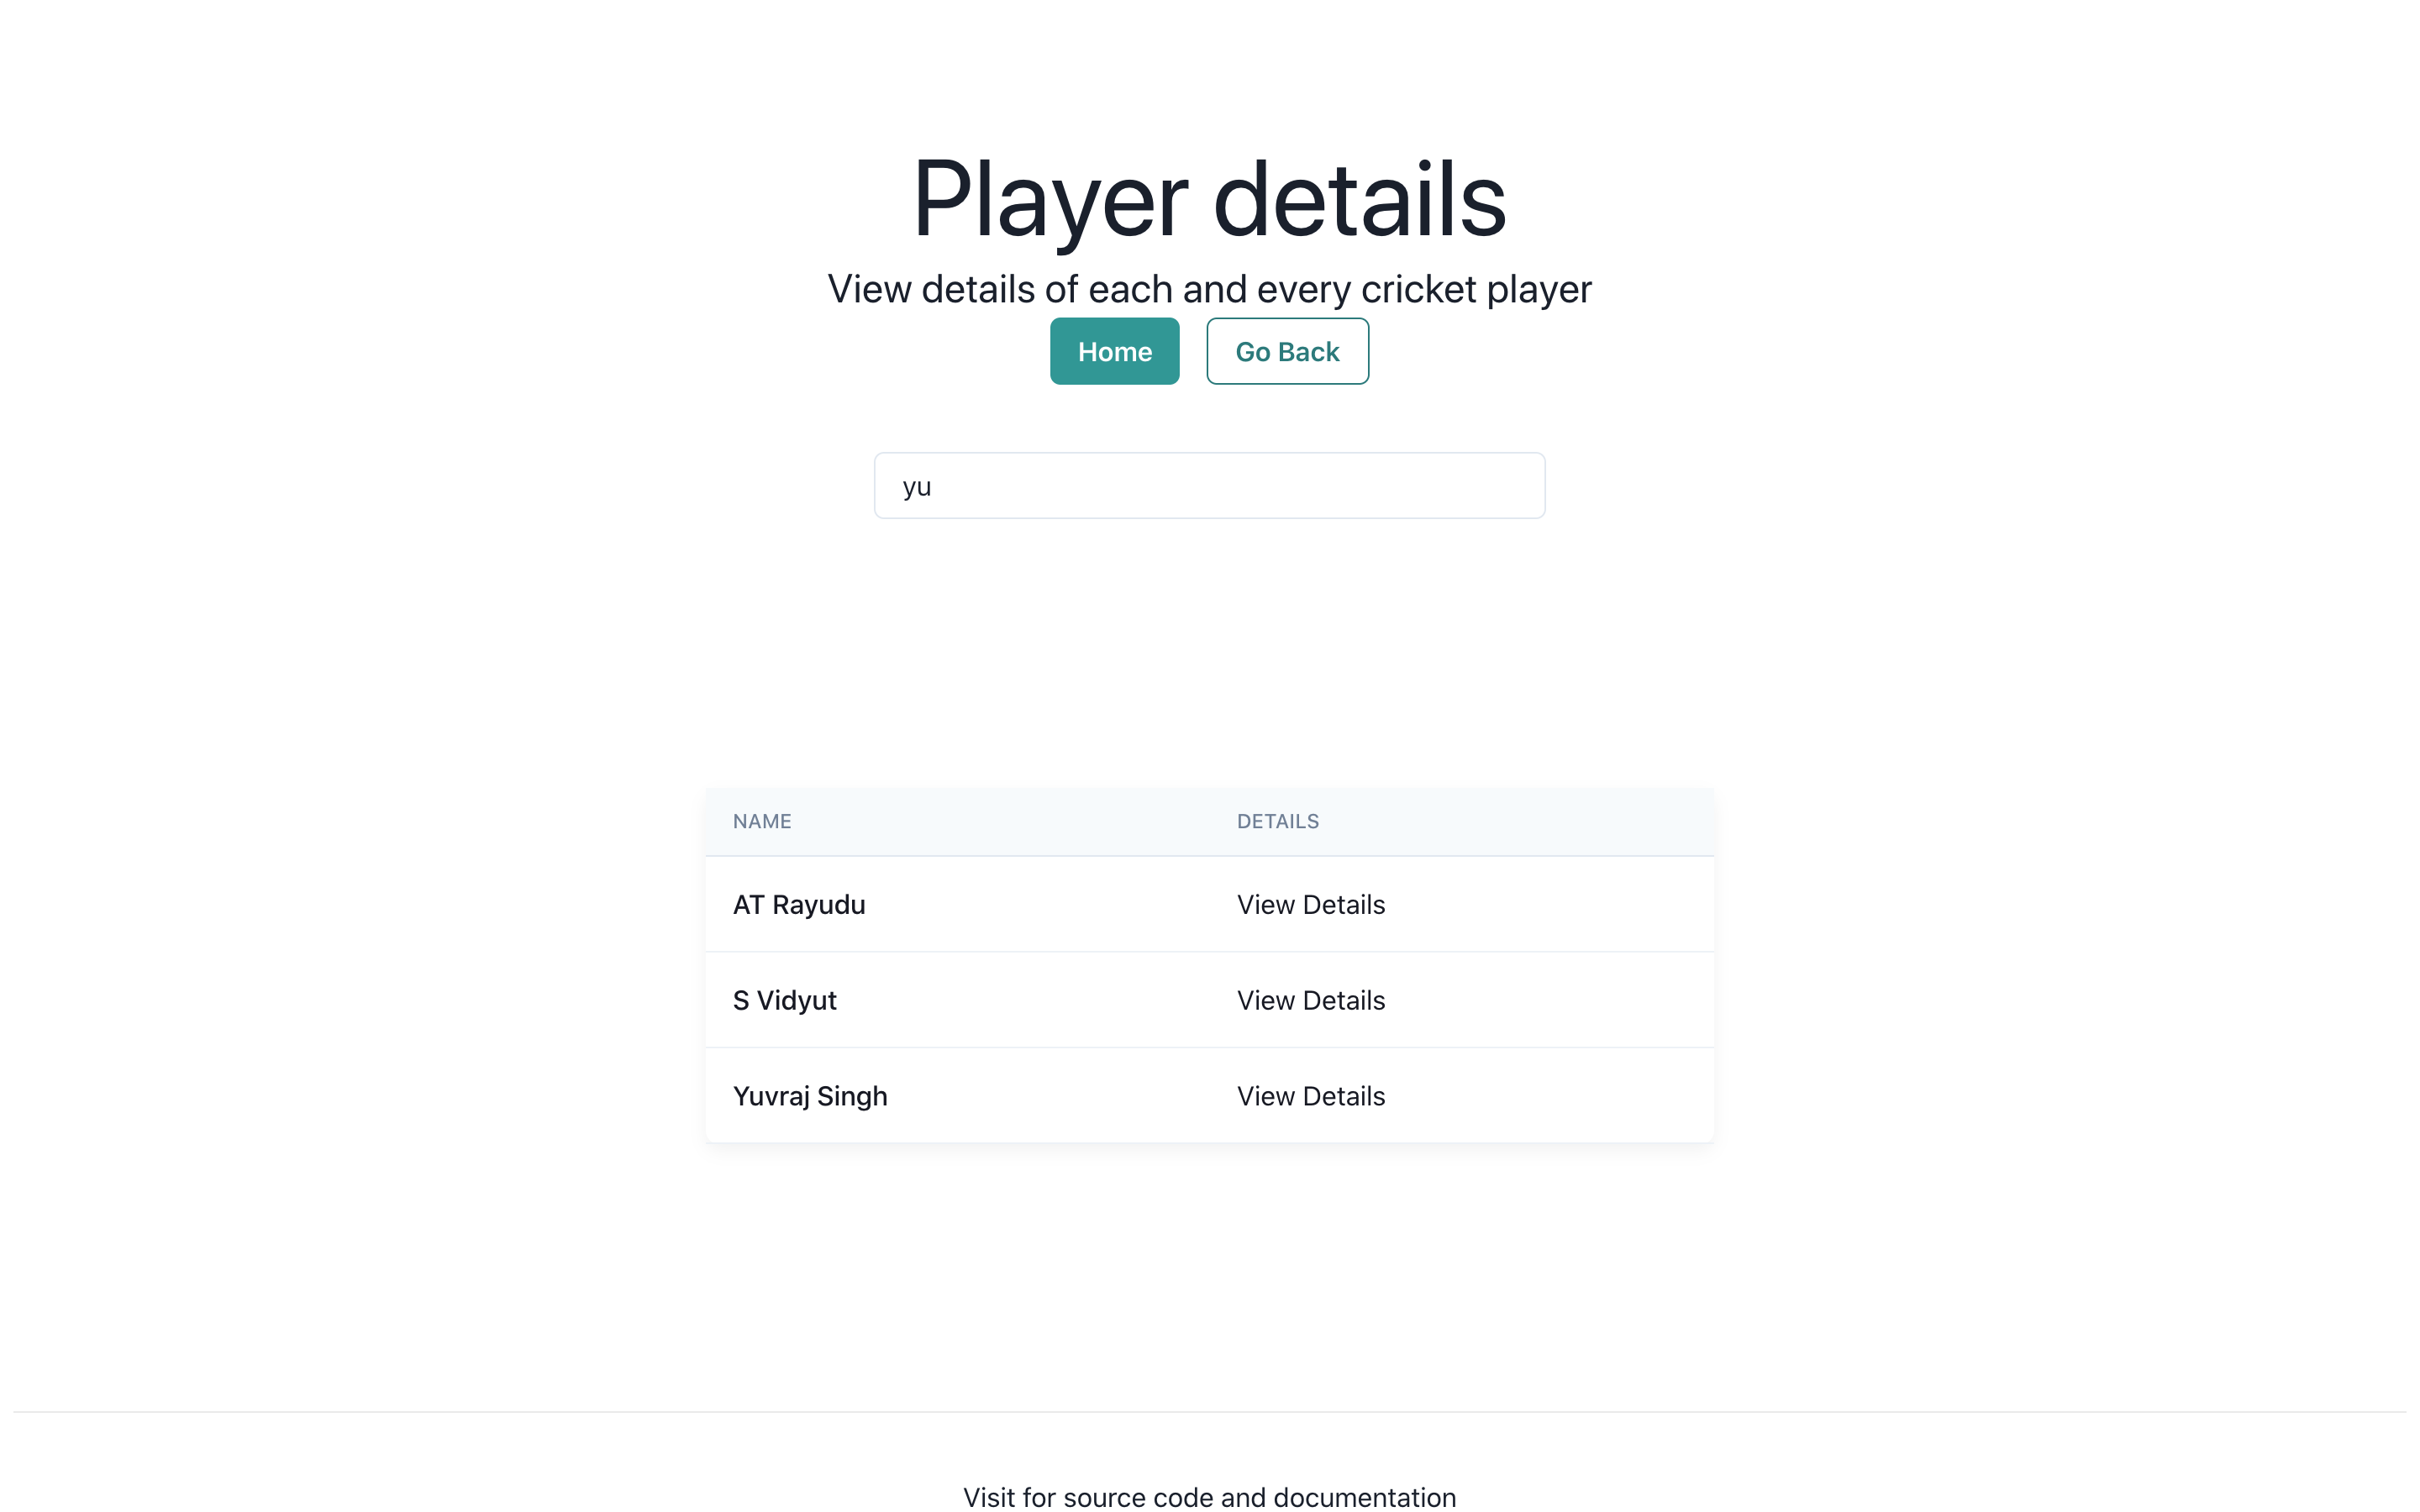 Player details
View details of each and every cricket player
Home Go Back
yu
NAME DETAILS
AT Rayudu View Details
S Vidyut View Details
Yuvraj Singh View Details
Visit for source code and documentation